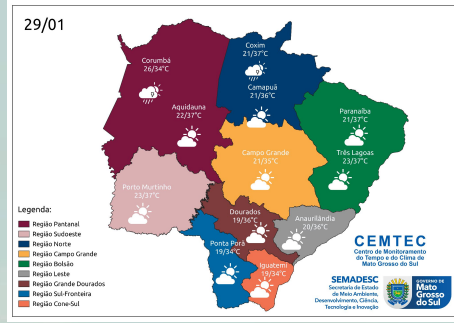 29/01
Corumbá
26/34°C
Coxim
21/37°C
Camapuã
21/36°C
Aquidauna
22/37°C
Paranaíba
21/37°C
Campo Grande
21/35°C
Três Lagoas
23/37°C
Porto Murtinho
23/37°C
Dourados
19/36°C
Anaurilândia
20/36°C
Ponta Porã
19/34°C
Iguatemi
19/34°C
Legenda:
Região Pantanal
Região Sudoeste
Região Norte
Região Campo Grande
Região Bolsão
Região Leste
Região Grande Dourados
Região Sul-Fronteira
Região Cone-Sul
CEMTEC
Centro de Monitoramento
do Tempo e do Clima de
Mato Grosso do Sul
SEMADESC
Secretaria de Estado
de Meio Ambiente,
Desenvolvimento, Ciência,
Tecnologia e Inovação
GOVERNO DE
Mato
Grosso
do Sul